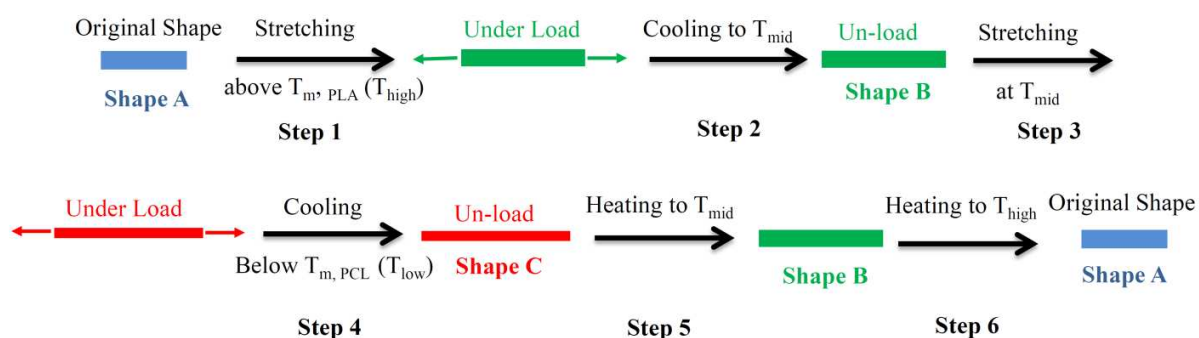 Original Shape
Shape A
Stretching
above Tm, PLA (Thigh)
Step 1
Under Load
Cooling to Tmid
Step 2
Un-load
Shape B
Stretching
at Tmid
Step 3
Under Load
Cooling
Below Tm, PCL (Tlow)
Step 4
Un-load
Shape C
Heating to Tmid
Step 5
Shape B
Heating to Thigh
Step 6
Original Shape
Shape A